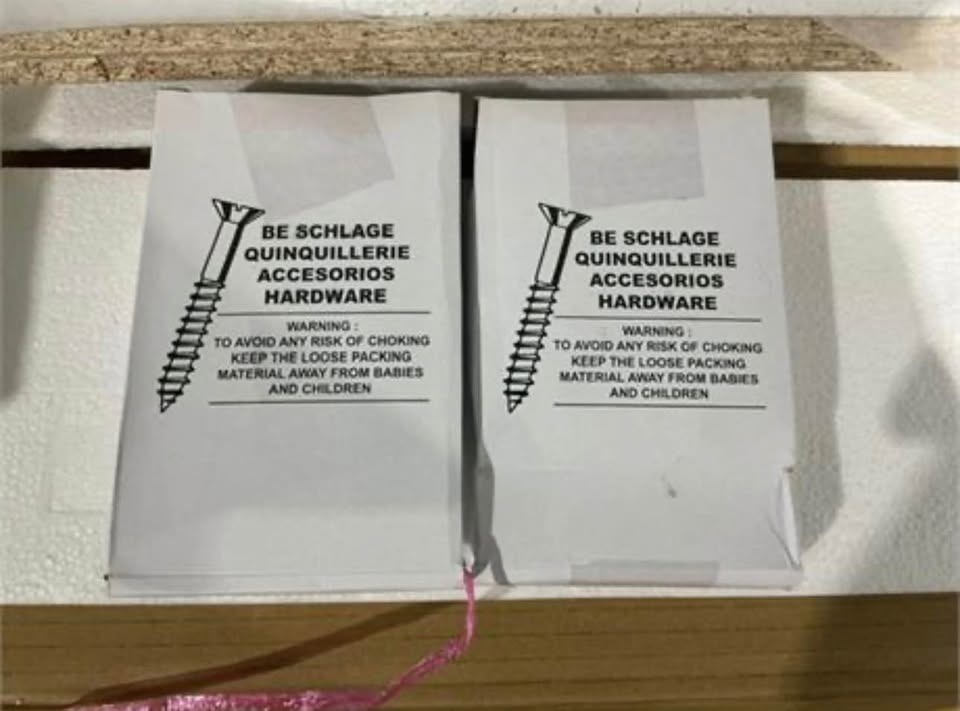 BE SCHLAGE
QUINQUILLERIE
ACCESORIOS
HARDWARE
WARNING :
TO AVOID ANY RISK OF CHOKING
KEEP THE LOOSE PACKING
MATERIAL AWAY FROM BABIES
AND CHILDREN
BE SCHLAGE
QUINQUILLERIE
ACCESORIOS
HARDWARE
WARNING :
TO AVOID ANY RISK OF CHOKING
KEEP THE LOOSE PACKING
MATERIAL AWAY FROM BABIES
AND CHILDREN